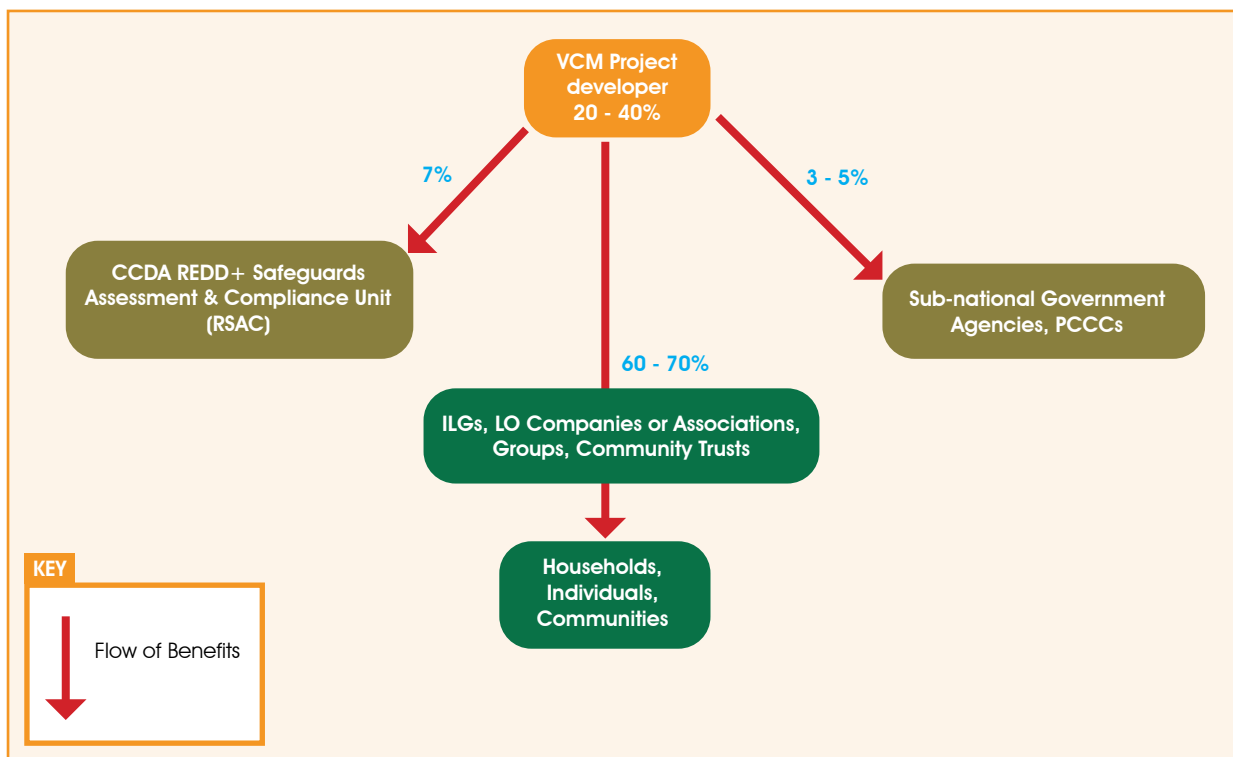 VCM Project
developer
20 - 40%
7%
3 - 5%
CCDA REDD+ Safeguards
Assessment & Compliance Unit
(RSAC)
Sub-national Government
Agencies, PCCCs
60 - 70%
ILGs, LO Companies or Associations,
Groups, Community Trusts
Households,
Individuals,
Communities
KEY
Flow of Benefits